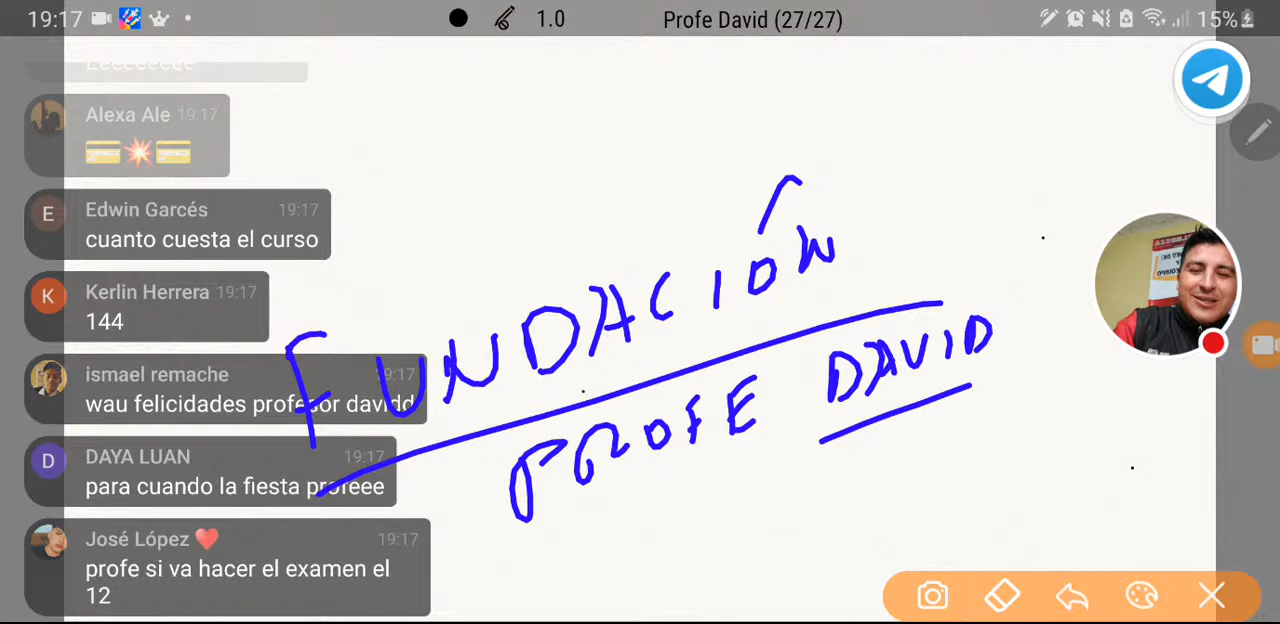 19:17
1.0
Profe David (27/27)
15%
Alexa Ale 19:17
Edwin Garcés 19:17
cuanto cuesta el curso
Kerlin Herrera 19:17
144
ismael remache 19:17
wau felicidades profesor davidd
DAYA LUAN 19:17
para cuando la fiesta profeee
José López 19:17
profe si va hacer el examen el
12
FUNDACIÓN
PROFE DAVID
E
K
D